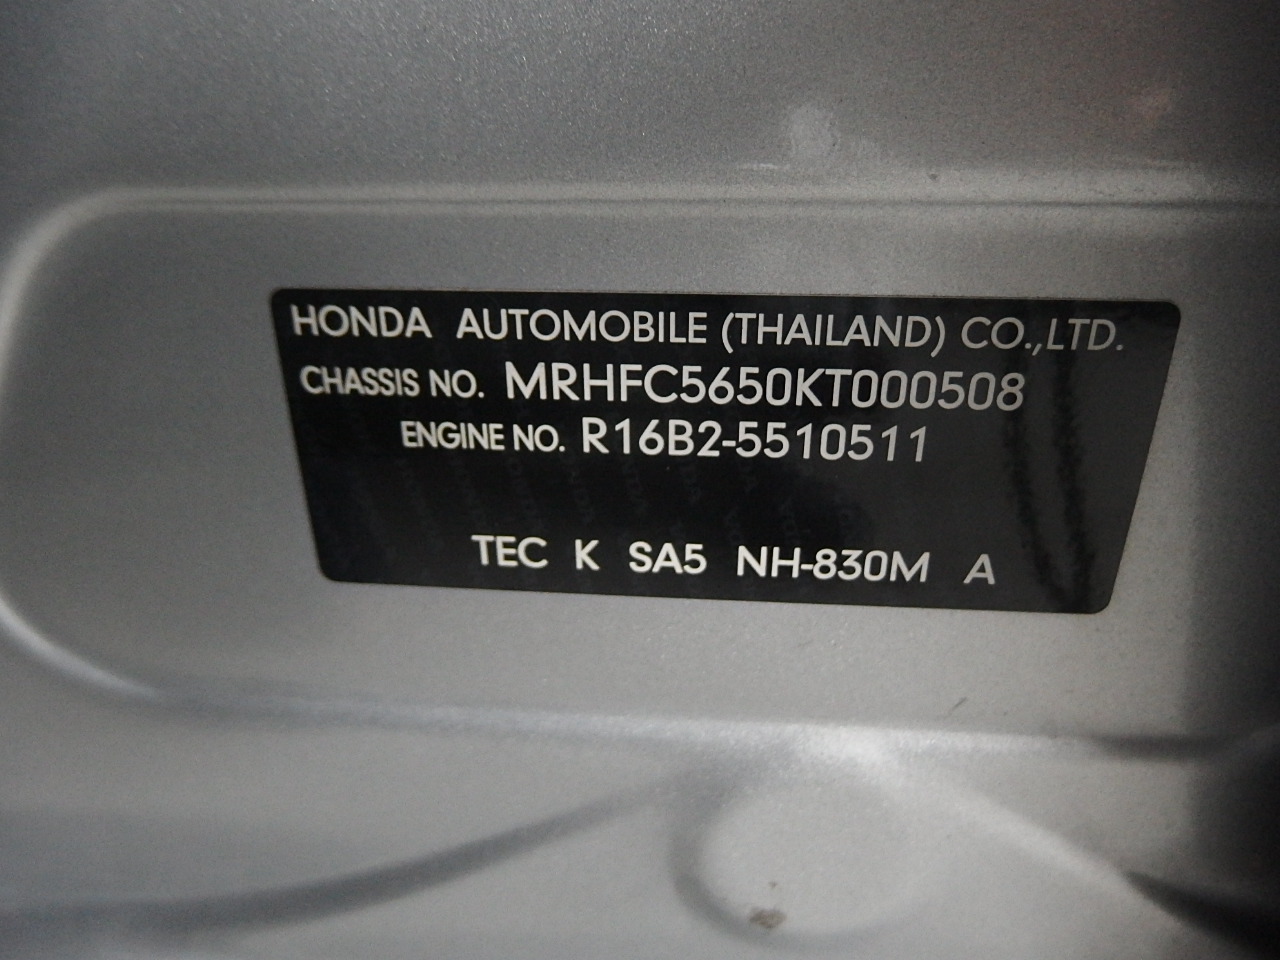 HONDA AUTOMOBILE (THAILAND) CO.,LTD.
CHASSIS NO. MRHFC5650KT000508
ENGINE NO. R16B2-5510511
TEC K SA5 NH-830M A